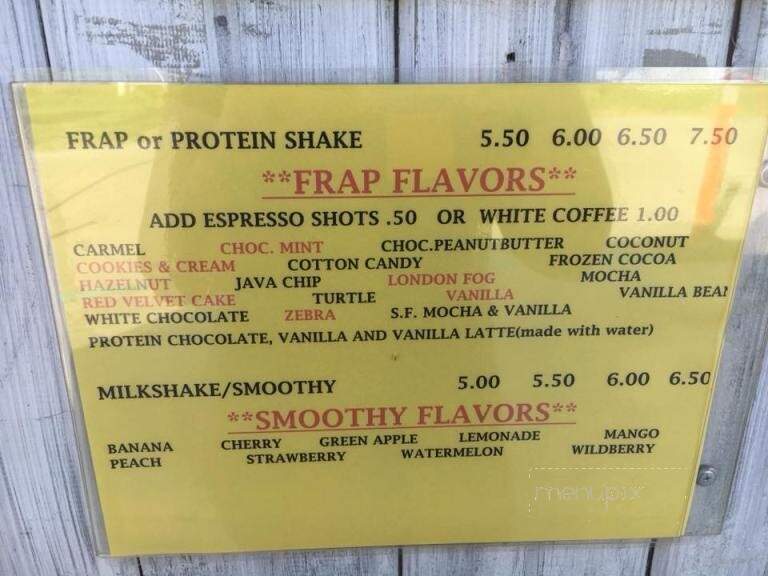 FRAP or PROTEIN SHAKE 5.50 6.00 6.50 7.50
**FRAP FLAVORS**
ADD ESPRESSO SHOTS .50 OR WHITE COFFEE 1.00
CARMEL CHOC. MINT CHOC.PEANUTBUTTER COCONUT
COOKIES & CREAM COTTON CANDY FROZEN COCOA
HAZELNUT JAVA CHIP LONDON FOG MOCHA
RED VELVET CAKE TURTLE VANILLA VANILLA BEAN
WHITE CHOCOLATE ZEBRA S.F. MOCHA & VANILLA
PROTEIN CHOCOLATE, VANILLA AND VANILLA LATTE(made with water)
MILKSHAKE/SMOOTHY 5.00 5.50 6.00 6.50
**SMOOTHY FLAVORS**
BANANA CHERRY GREEN APPLE LEMONADE MANGO
PEACH STRAWBERRY WATERMELON WILDBERRY
menupix